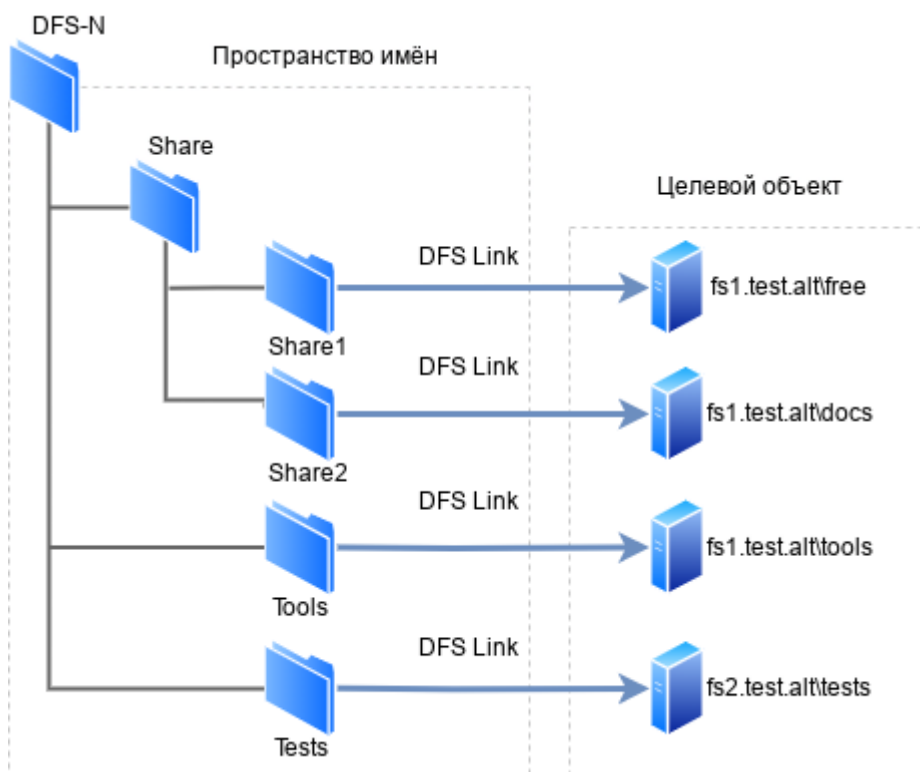 DFS-N
Пространство имён
Share
Целевой объект
DFS Link
fs1.test.alt\free
Share1
DFS Link
fs1.test.alt\docs
Share2
DFS Link
fs1.test.alt\tools
Tools
DFS Link
fs2.test.alt\tests
Tests